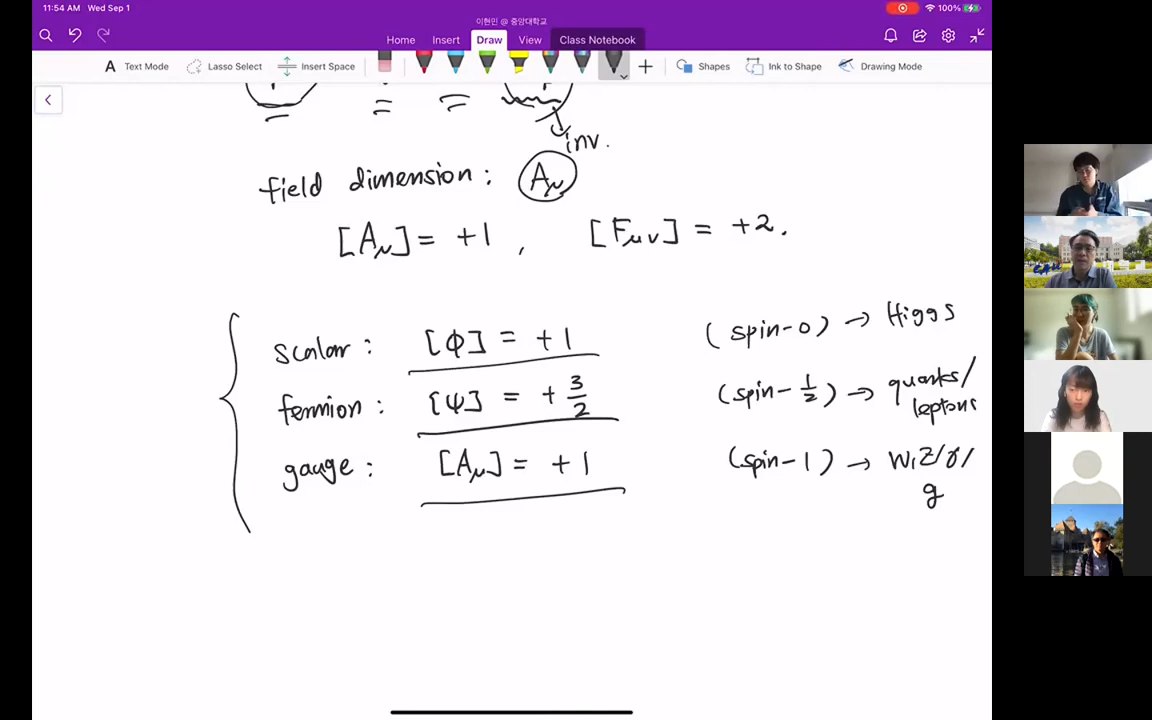 11:54 AM Wed Sep 1
100%
이현민 @ 중앙대학교
Home Insert Draw View Class Notebook
Text Mode Lasso Select Insert Space Shapes Ink to Shape Drawing Mode
inv.
field dimension: Aμ
[Aμ] = +1, [Fμν] = +2.
scalar: [ϕ] = +1 (spin-0) → Higgs
fermion: [ψ] = + 3/2 (spin-1/2) → quarks/
leptons
gauge: [Aμ] = +1 (spin-1) → W, Z/γ/
g